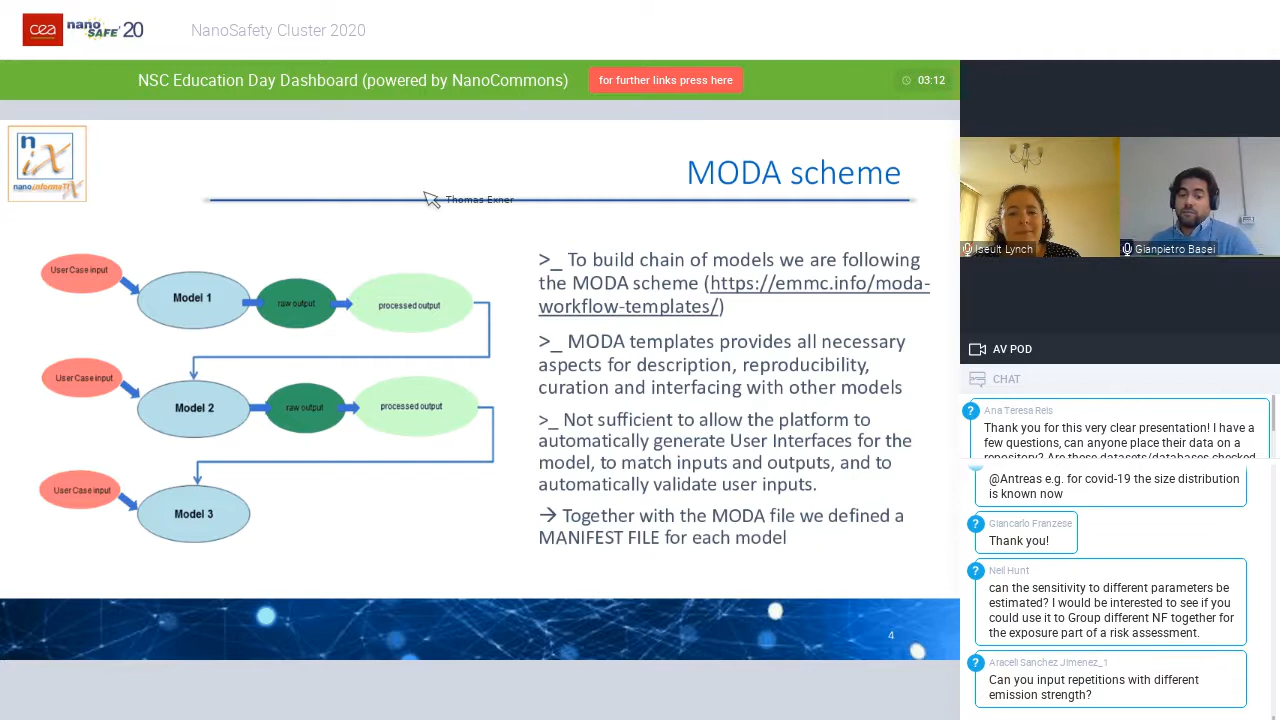 cea nano SAFE' 20
NanoSafety Cluster 2020
NSC Education Day Dashboard (powered by NanoCommons)
for further links press here
03:12
n
iX
nanoinformaTIX
MODA scheme
Thomas Exner
User Case input
Model 1
raw output
processed output
User Case input
Model 2
raw output
processed output
User Case input
Model 3
>_ To build chain of models we are following
the MODA scheme (https://emmc.info/moda-
workflow-templates/)
>_ MODA templates provides all necessary
aspects for description, reproducibility,
curation and interfacing with other models
>_ Not sufficient to allow the platform to
automatically generate User Interfaces for the
model, to match inputs and outputs, and to
automatically validate user inputs.
→ Together with the MODA file we defined a
MANIFEST FILE for each model
4
Iseult Lynch
Gianpietro Basei
AV POD
CHAT
? Ana Teresa Reis
Thank you for this very clear presentation! I have a
few questions, can anyone place their data on a
repository? Are these datasets/databases checked
@Antreas e.g. for covid-19 the size distribution
is known now
? Giancarlo Franzese
Thank you!
? Neil Hunt
can the sensitivity to different parameters be
estimated? I would be interested to see if you
could use it to Group different NF together for
the exposure part of a risk assessment.
? Araceli Sanchez Jimenez_1
Can you input repetitions with different
emission strength?